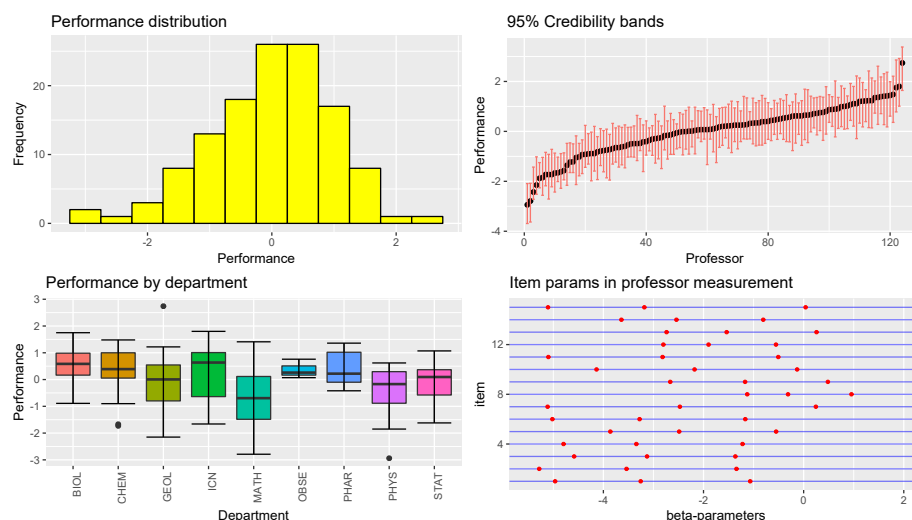 Performance distribution
20
10
0
Frequency
-2
0
2
Performance
95% Credibility bands
2
0
-2
-4
Performance
0
40
80
120
Professor
Performance by department
3
2
1
0
-1
-2
-3
Performance
BIOL
CHEM
GEOL
ICN
MATH
OBSE
PHAR
PHYS
STAT
Department
Item params in professor measurement
12
8
4
item
-4
-2
0
2
beta-parameters